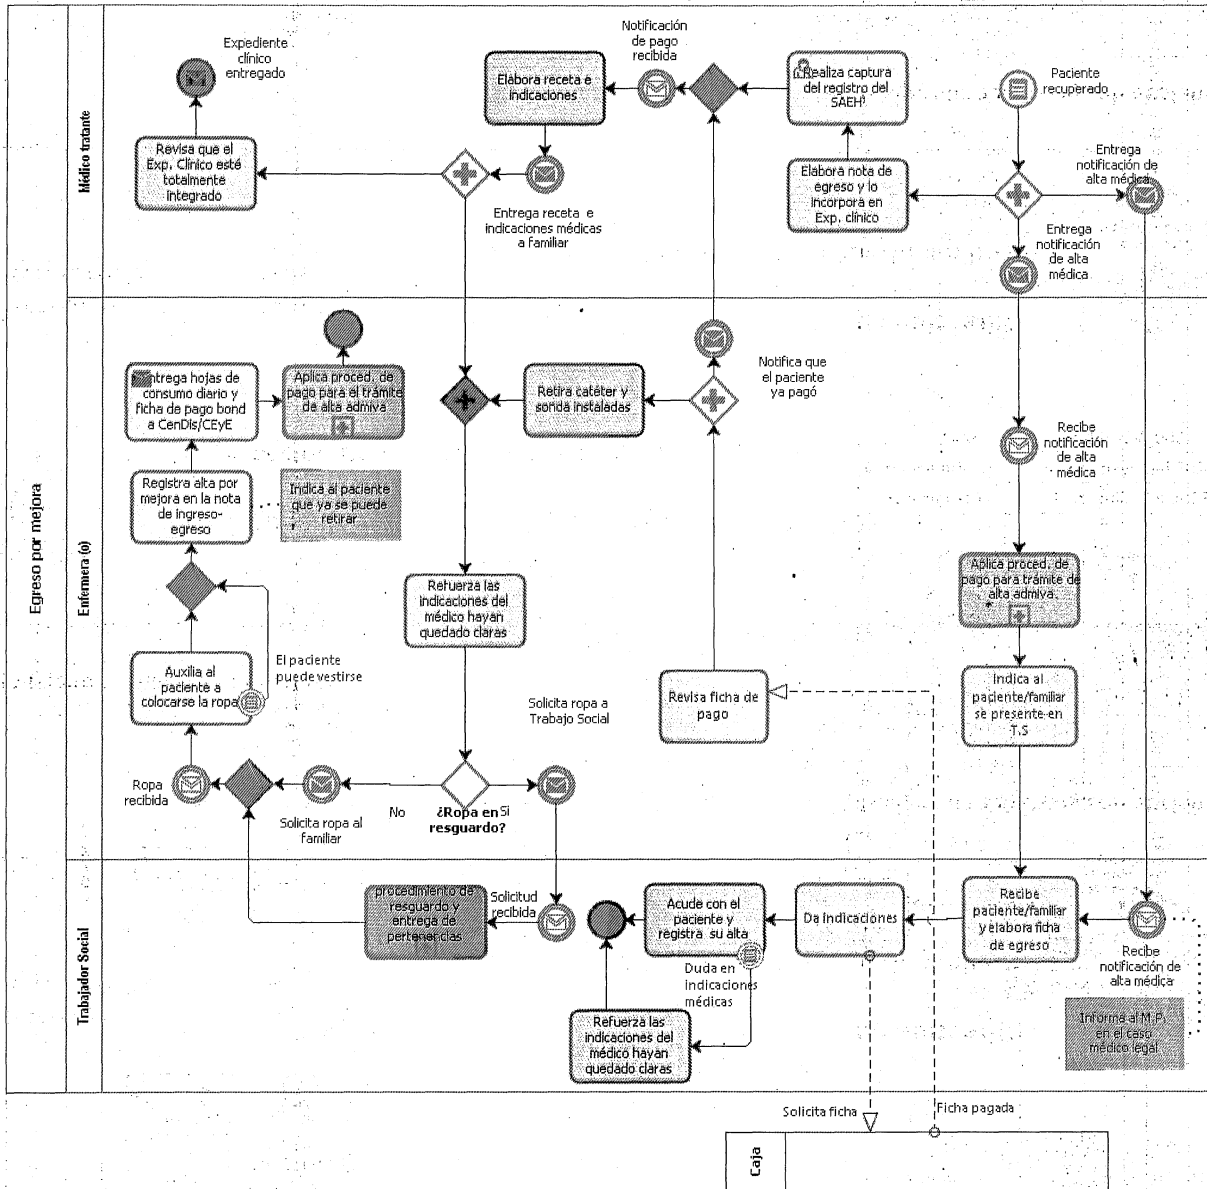 Egreso por mejora
Médico tratante
Expediente
clínico
entregado
Revisa que el
Exp. Clínico esté
totalmente
integrado
Elabora receta e
indicaciones
Notificación
de pago
recibida
Realiza captura
del registro del
SAEH
Paciente
recuperado
Entrega receta e
indicaciones médicas
a familiar
Elabora nota de
egreso y lo
incorpora en
Exp. clínico
Entrega
notificación de
alta médica
Entrega
notificación
de alta
médica
Enfermera (o)
Entrega hojas de
consumo diario y
ficha de pago bond
a CenDis/CEyE
Aplica proced. de
pago para el trámite
de alta admiva
Retira catéter y
sonda instaladas
Notifica que
el paciente
ya pagó
Recibe
notificación
de alta
médica
Registra alta por
mejora en la nota
de ingreso-
egreso
Indica al paciente
que ya se puede
retirar
Refuerza las
indicaciones del
médico hayan
quedado claras
Aplica proced. de
pago para trámite de
alta admiva.
Auxilia al
paciente a
colocarse la ropa
El paciente
puede vestirse
Revisa ficha de
pago
Indica al
paciente/familiar
se presente en
T.S
Solicita ropa a
Trabajo Social
Ropa
recibida
Solicita ropa al
familiar
No
¿Ropa en
resguardo?
Si
Trabajador Social
procedimiento de
resguardo y
entrega de
pertenencias
Solicitud
recibida
Acude con el
paciente y
registra su alta
Da indicaciones
Recibe
paciente/familiar
y elabora ficha
de egreso
Recibe
notificación de
alta médica
Duda en
indicaciones
médicas
Refuerza las
indicaciones del
médico hayan
quedado claras
Informa al M.P.
en el caso
médico legal
Solicita ficha
Ficha pagada
Caja